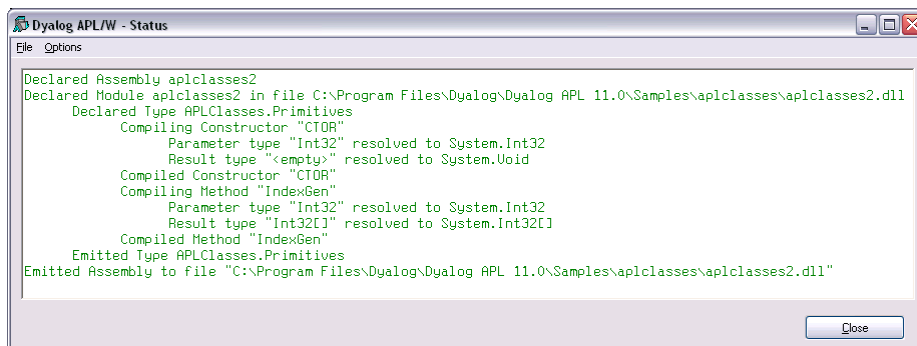 Dyalog APL/W - Status
File Options
Declared Assembly aplclasses2
Declared Module aplclasses2 in file C:\Program Files\Dyalog\Dyalog APL 11.0\Samples\aplclasses\aplclasses2.dll
Declared Type APLClasses.Primitives
Compiling Constructor "CTOR"
Parameter type "Int32" resolved to System.Int32
Result type "<empty>" resolved to System.Void
Compiled Constructor "CTOR"
Compiling Method "IndexGen"
Parameter type "Int32" resolved to System.Int32
Result type "Int32[]" resolved to System.Int32[]
Compiled Method "IndexGen"
Emitted Type APLClasses.Primitives
Emitted Assembly to file "C:\Program Files\Dyalog\Dyalog APL 11.0\Samples\aplclasses\aplclasses2.dll"
Close